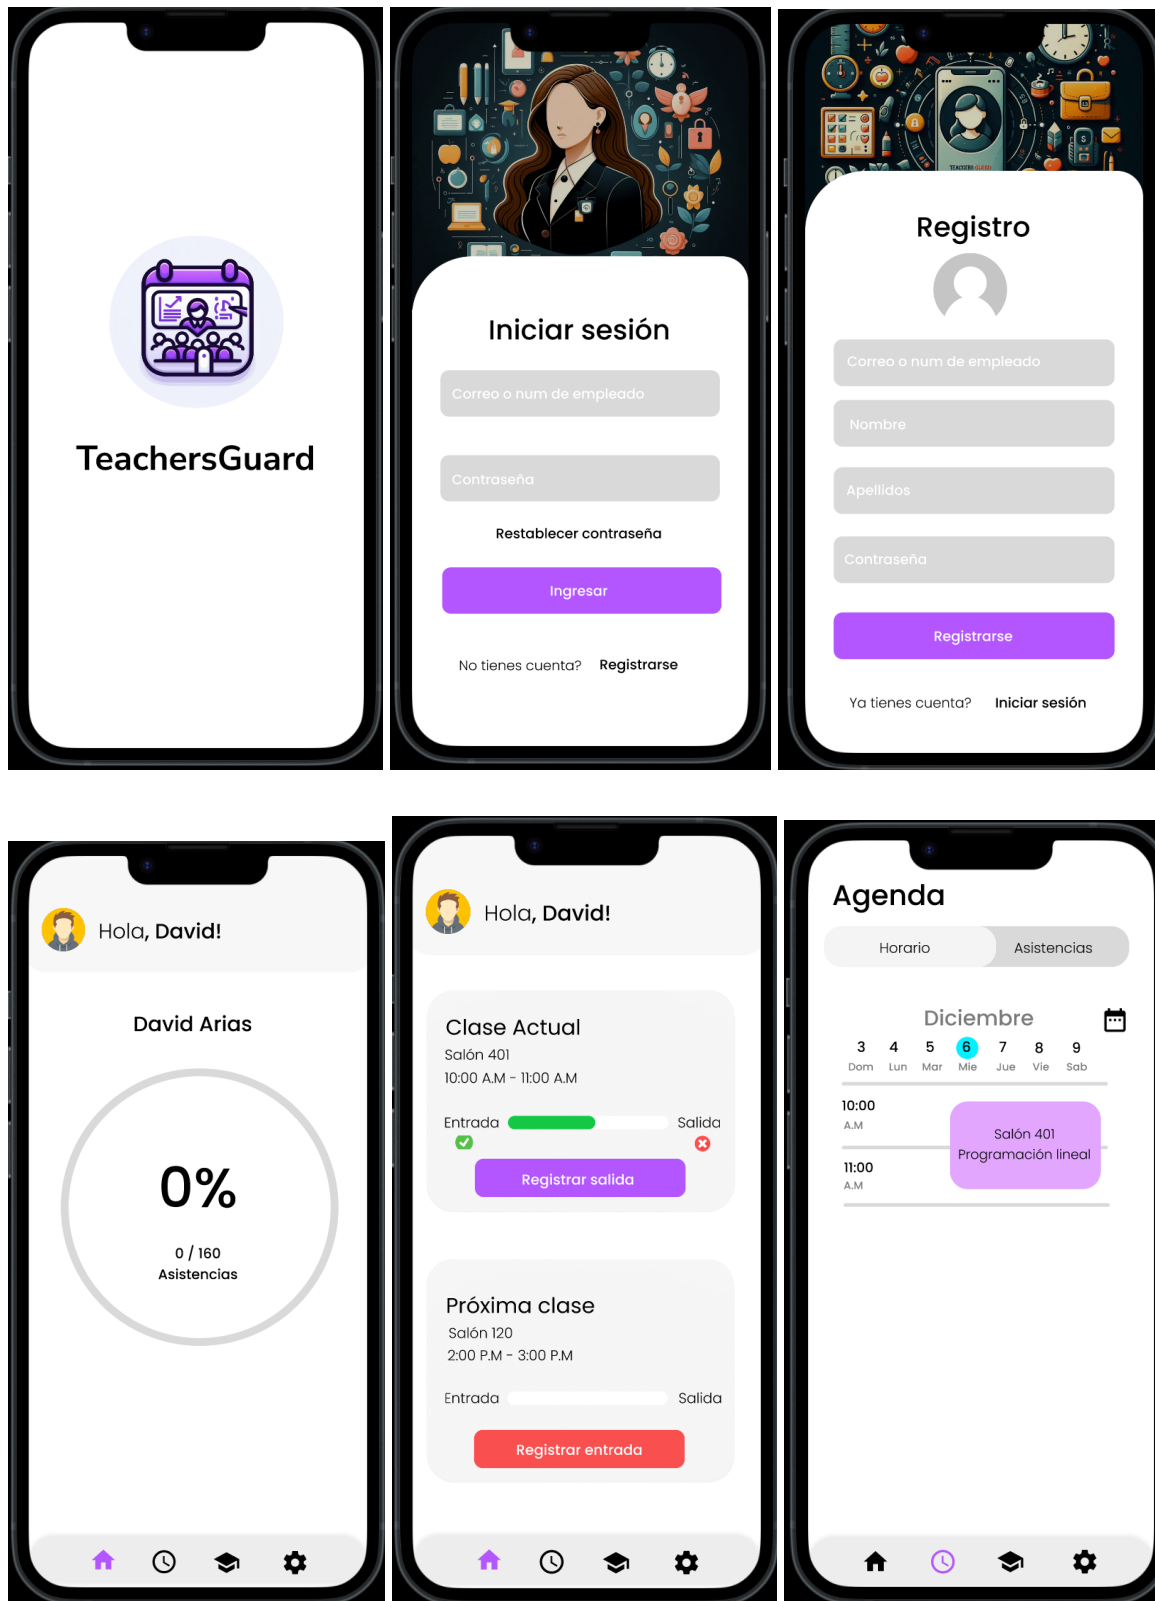 TeachersGuard
Iniciar sesión
Correo o num de empleado
Contraseña
Restablecer contraseña
Ingresar
No tienes cuenta? Registrarse
TEACHERS GUARD
Registro
Correo o num de empleado
Nombre
Apellidos
Contraseña
Registrarse
Ya tienes cuenta? Iniciar sesión
Hola, David!
David Arias
0%
0 / 160
Asistencias
Hola, David!
Clase Actual
Salón 401
10:00 A.M - 11:00 A.M
Entrada Salida
Registrar salida
Próxima clase
Salón 120
2:00 P.M - 3:00 P.M
Entrada Salida
Registrar entrada
Agenda
Horario Asistencias
Diciembre
3 4 5 6 7 8 9
Dom Lun Mar Mie Jue Vie Sab
10:00
A.M
Salón 401
Programación lineal
11:00
A.M